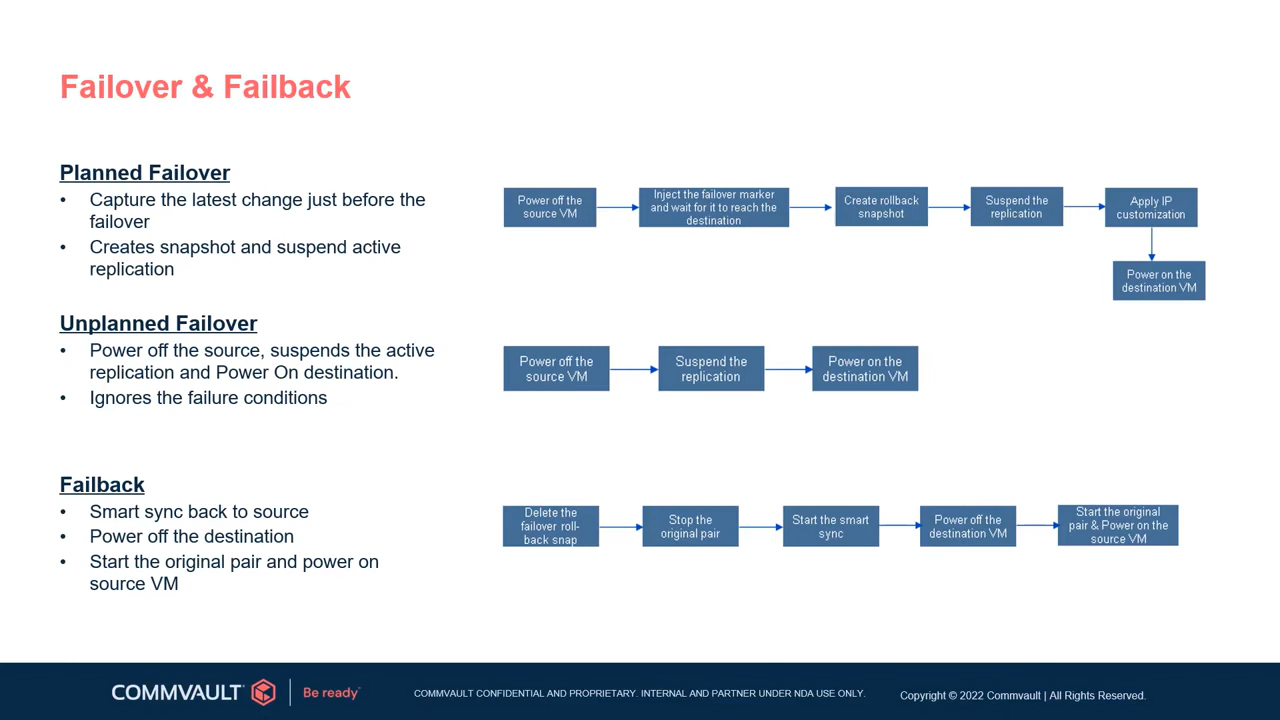 Failover & Failback
Planned Failover
• Capture the latest change just before the
failover
• Creates snapshot and suspend active
replication
Power off the
source VM
Inject the failover marker
and wait for it to reach the
destination
Create rollback
snapshot
Suspend the
replication
Apply IP
customization
Power on the
destination VM
Unplanned Failover
• Power off the source, suspends the active
replication and Power On destination.
• Ignores the failure conditions
Power off the
source VM
Suspend the
replication
Power on the
destination VM
Failback
• Smart sync back to source
• Power off the destination
• Start the original pair and power on
source VM
Delete the
failover roll-
back snap
Stop the
original pair
Start the smart
sync
Power off the
destination VM
Start the original
pair & Power on the
source VM
COMMVAULT
Be ready
COMMVAULT CONFIDENTIAL AND PROPRIETARY. INTERNAL AND PARTNER UNDER NDA USE ONLY.
Copyright © 2022 Commvault | All Rights Reserved.